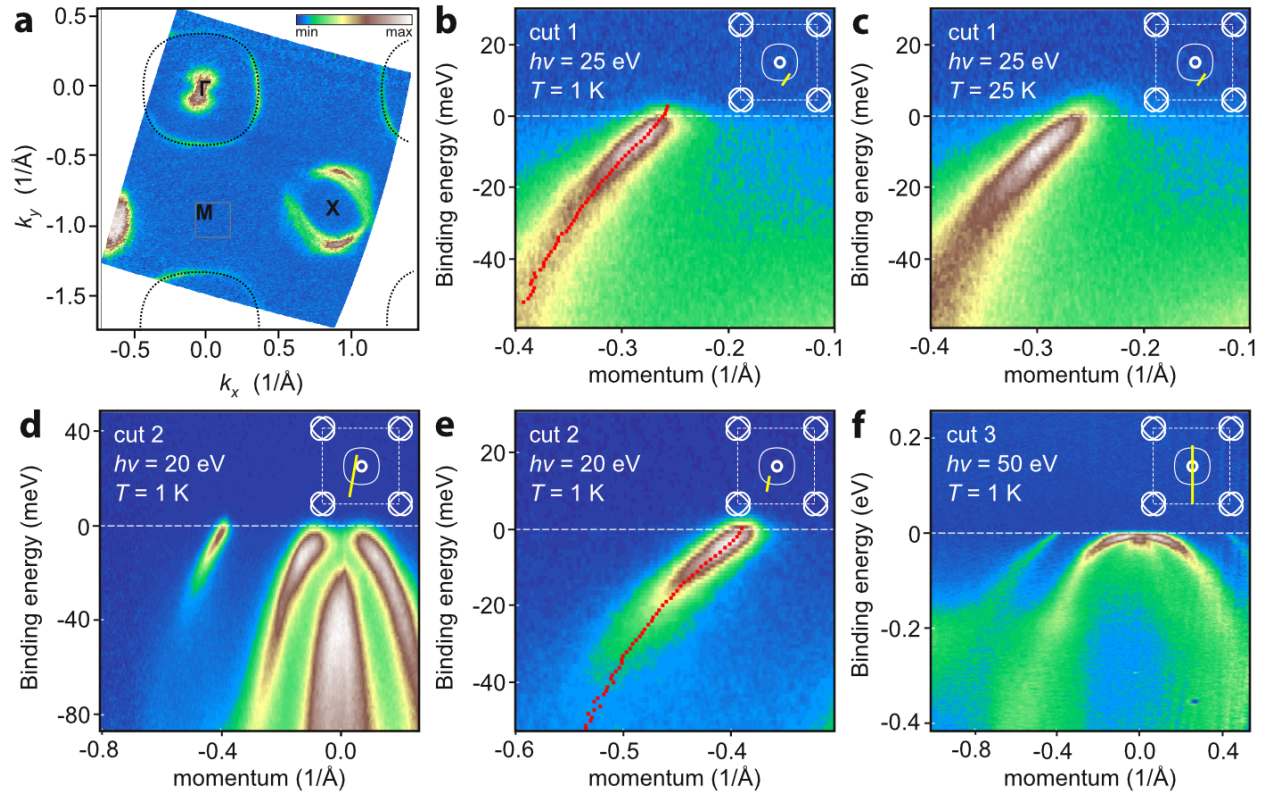 a
min
max
Γ
M
X
0.0
-0.5
-1.0
-1.5
-0.5
0.0
0.5
1.0
k_y (1/Å)
k_x (1/Å)
b
cut 1
hν = 25 eV
T = 1 K
20
0
-20
-40
Binding energy (meV)
-0.4
-0.3
-0.2
-0.1
momentum (1/Å)
c
cut 1
hν = 25 eV
T = 25 K
20
0
-20
-40
Binding energy (meV)
-0.4
-0.3
-0.2
-0.1
momentum (1/Å)
d
cut 2
hν = 20 eV
T = 1 K
40
0
-40
-80
Binding energy (meV)
-0.8
-0.4
0.0
momentum (1/Å)
e
cut 2
hν = 20 eV
T = 1 K
20
0
-20
-40
Binding energy (meV)
-0.6
-0.5
-0.4
momentum (1/Å)
f
cut 3
hν = 50 eV
T = 1 K
0.2
0.0
-0.2
-0.4
Binding energy (eV)
-0.8
-0.4
0.0
0.4
momentum (1/Å)